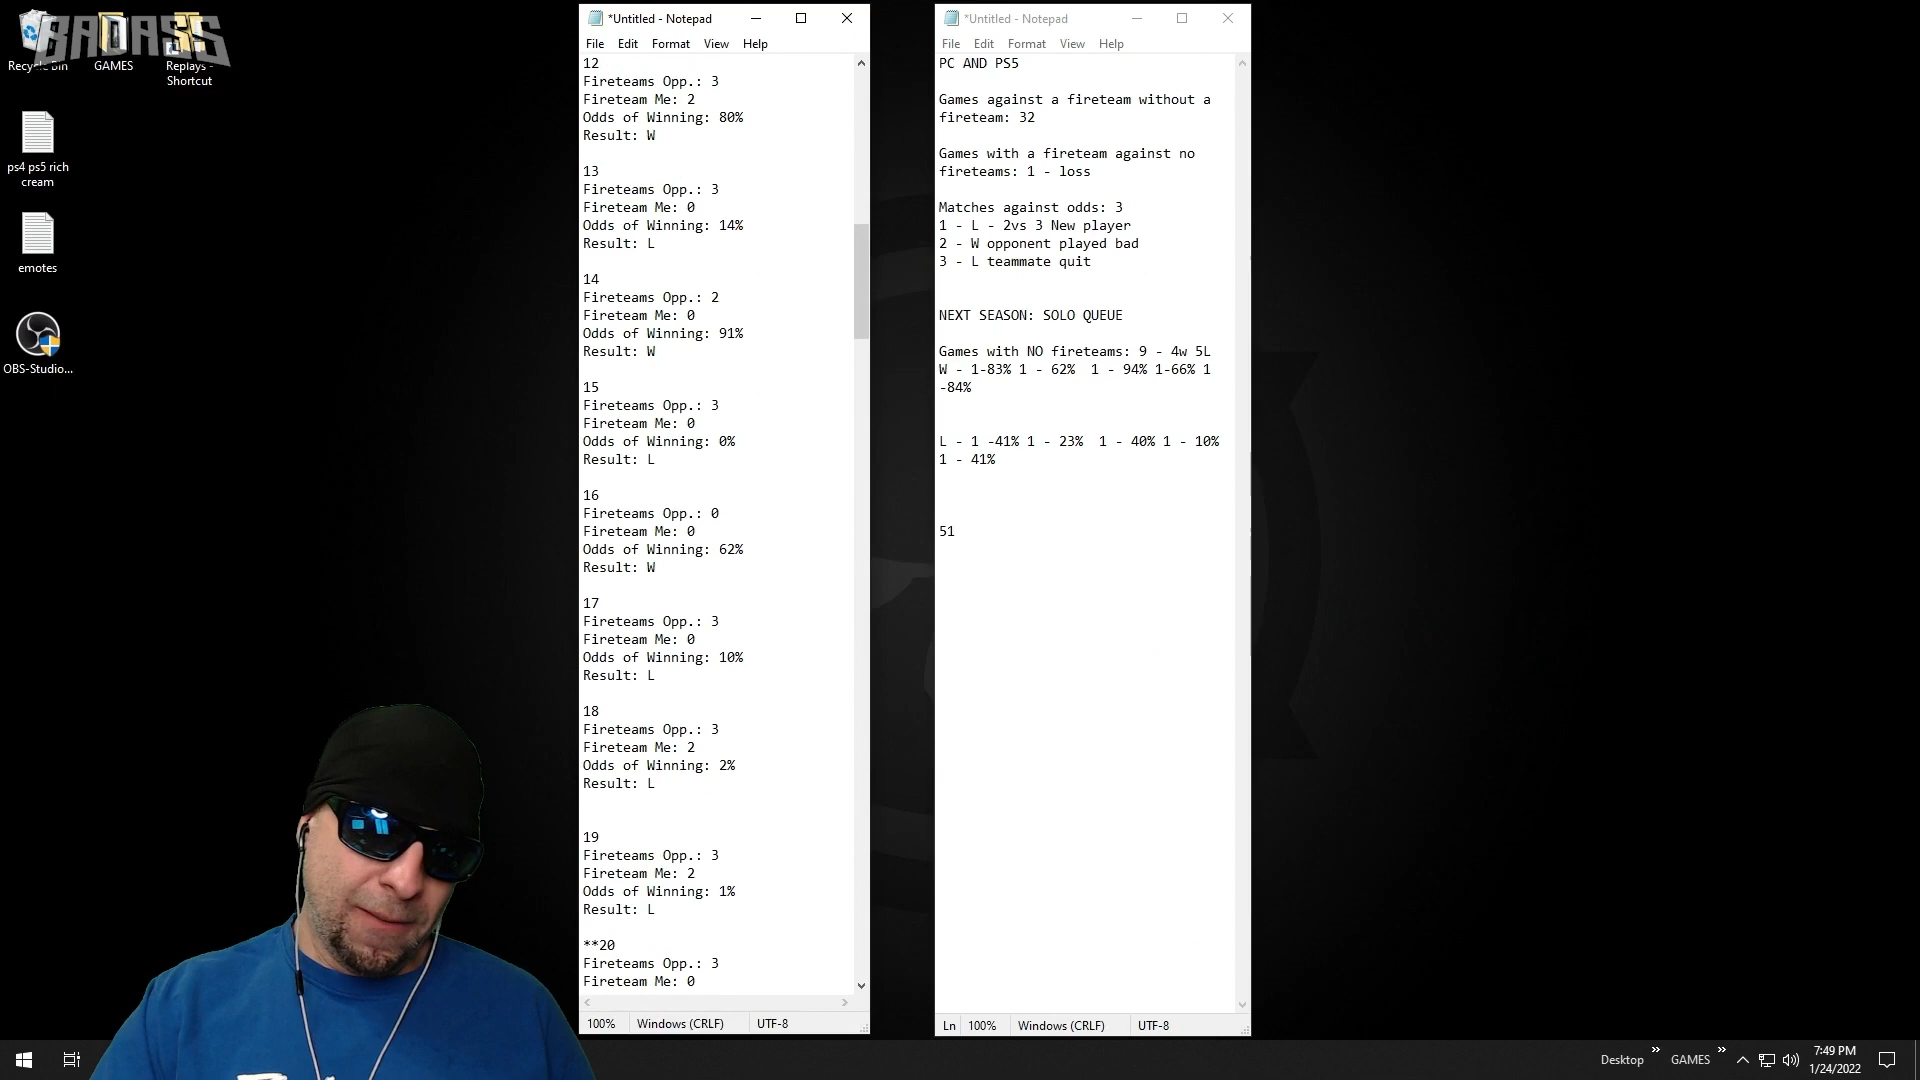 BADASS
Recycle Bin
GAMES
Replays -
Shortcut
ps4 ps5 rich
cream
emotes
OBS-Studio...
*Untitled - Notepad
File Edit Format View Help
12
Fireteams Opp.: 3
Fireteam Me: 2
Odds of Winning: 80%
Result: W
13
Fireteams Opp.: 3
Fireteam Me: 0
Odds of Winning: 14%
Result: L
14
Fireteams Opp.: 2
Fireteam Me: 0
Odds of Winning: 91%
Result: W
15
Fireteams Opp.: 3
Fireteam Me: 0
Odds of Winning: 0%
Result: L
16
Fireteams Opp.: 0
Fireteam Me: 0
Odds of Winning: 62%
Result: W
17
Fireteams Opp.: 3
Fireteam Me: 0
Odds of Winning: 10%
Result: L
18
Fireteams Opp.: 3
Fireteam Me: 2
Odds of Winning: 2%
Result: L
19
Fireteams Opp.: 3
Fireteam Me: 2
Odds of Winning: 1%
Result: L
**20
Fireteams Opp.: 3
Fireteam Me: 0
100% Windows (CRLF) UTF-8
*Untitled - Notepad
File Edit Format View Help
PC AND PS5
Games against a fireteam without a
fireteam: 32
Games with a fireteam against no
fireteams: 1 - loss
Matches against odds: 3
1 - L - 2vs 3 New player
2 - W opponent played bad
3 - L teammate quit
NEXT SEASON: SOLO QUEUE
Games with NO fireteams: 9 - 4w 5L
W - 1-83% 1 - 62%  1 - 94% 1-66% 1
-84%
L - 1 -41% 1 - 23%  1 - 40% 1 - 10%
1 - 41%
51
Ln 100% Windows (CRLF) UTF-8
Desktop
GAMES
7:49 PM
1/24/2022